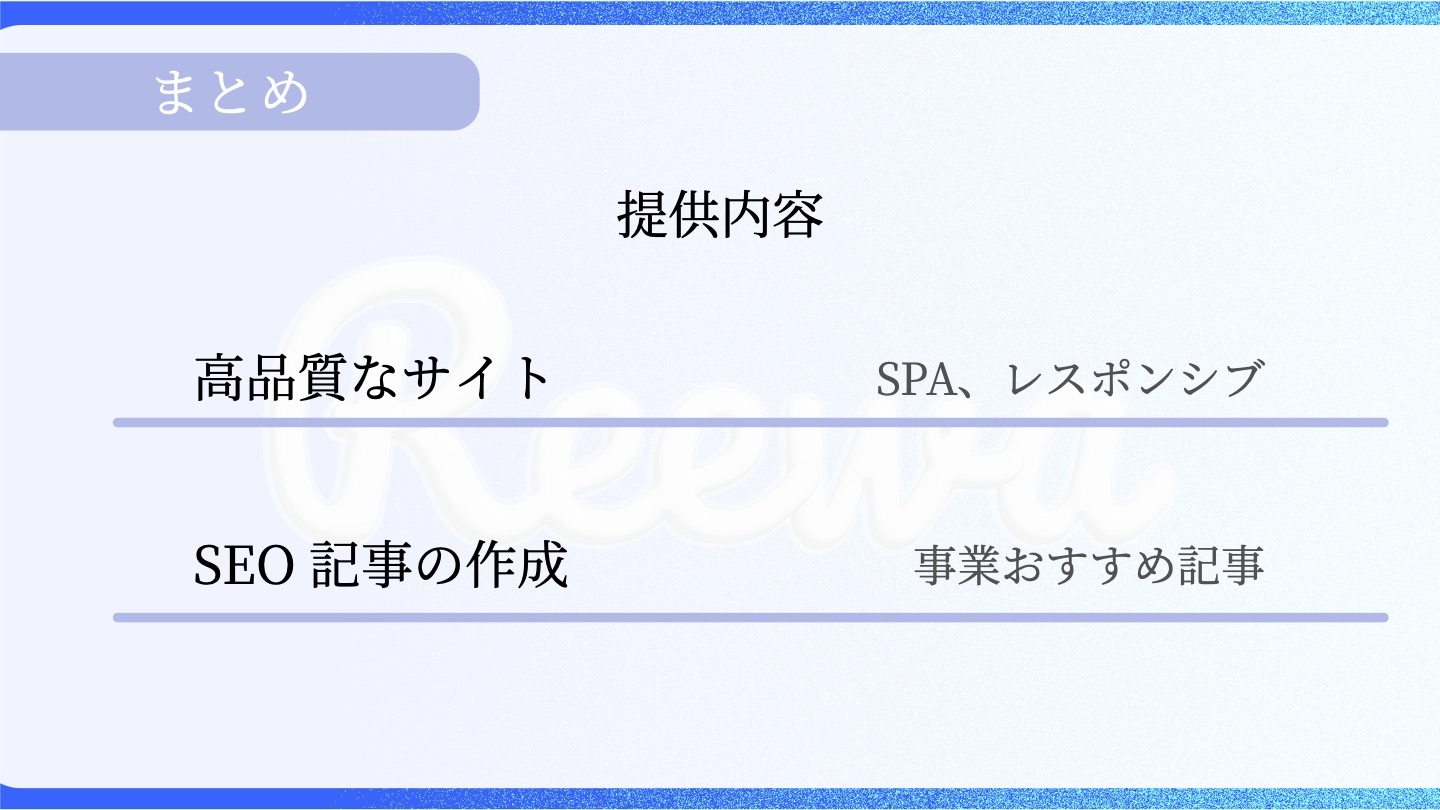 まとめ
提供内容
高品質なサイト
SPA、レスポンシブ
Reewa
SEO 記事の作成
事業おすすめ記事